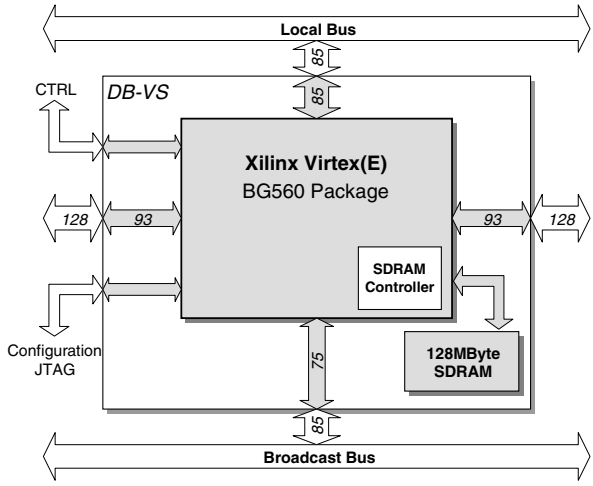 Local Bus
85
CTRL
DB-VS
85
Xilinx Virtex(E)
BG560 Package
128
93
93
128
SDRAM
Controller
Configuration
JTAG
75
128MByte
SDRAM
85
Broadcast Bus